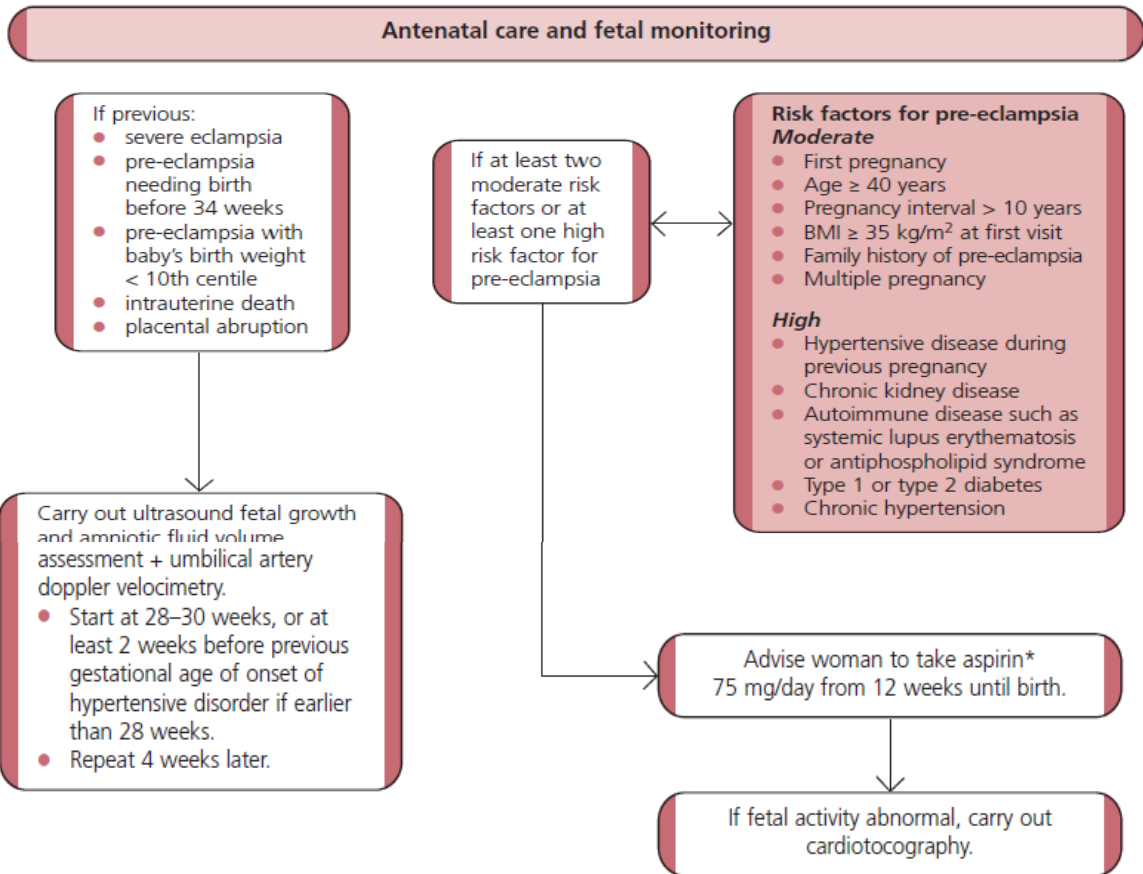 Antenatal care and fetal monitoring
If previous:
● severe eclampsia
● pre-eclampsia
needing birth
before 34 weeks
● pre-eclampsia with
baby's birth weight
< 10th centile
● intrauterine death
● placental abruption
If at least two
moderate risk
factors or at
least one high
risk factor for
pre-eclampsia
Risk factors for pre-eclampsia
Moderate
● First pregnancy
● Age ≥ 40 years
● Pregnancy interval > 10 years
● BMI ≥ 35 kg/m² at first visit
● Family history of pre-eclampsia
● Multiple pregnancy
High
● Hypertensive disease during
previous pregnancy
● Chronic kidney disease
● Autoimmune disease such as
systemic lupus erythematosis
or antiphospholipid syndrome
● Type 1 or type 2 diabetes
● Chronic hypertension
Carry out ultrasound fetal growth
and amniotic fluid volume
assessment + umbilical artery
doppler velocimetry.
● Start at 28–30 weeks, or at
least 2 weeks before previous
gestational age of onset of
hypertensive disorder if earlier
than 28 weeks.
● Repeat 4 weeks later.
Advise woman to take aspirin*
75 mg/day from 12 weeks until birth.
If fetal activity abnormal, carry out
cardiotocography.